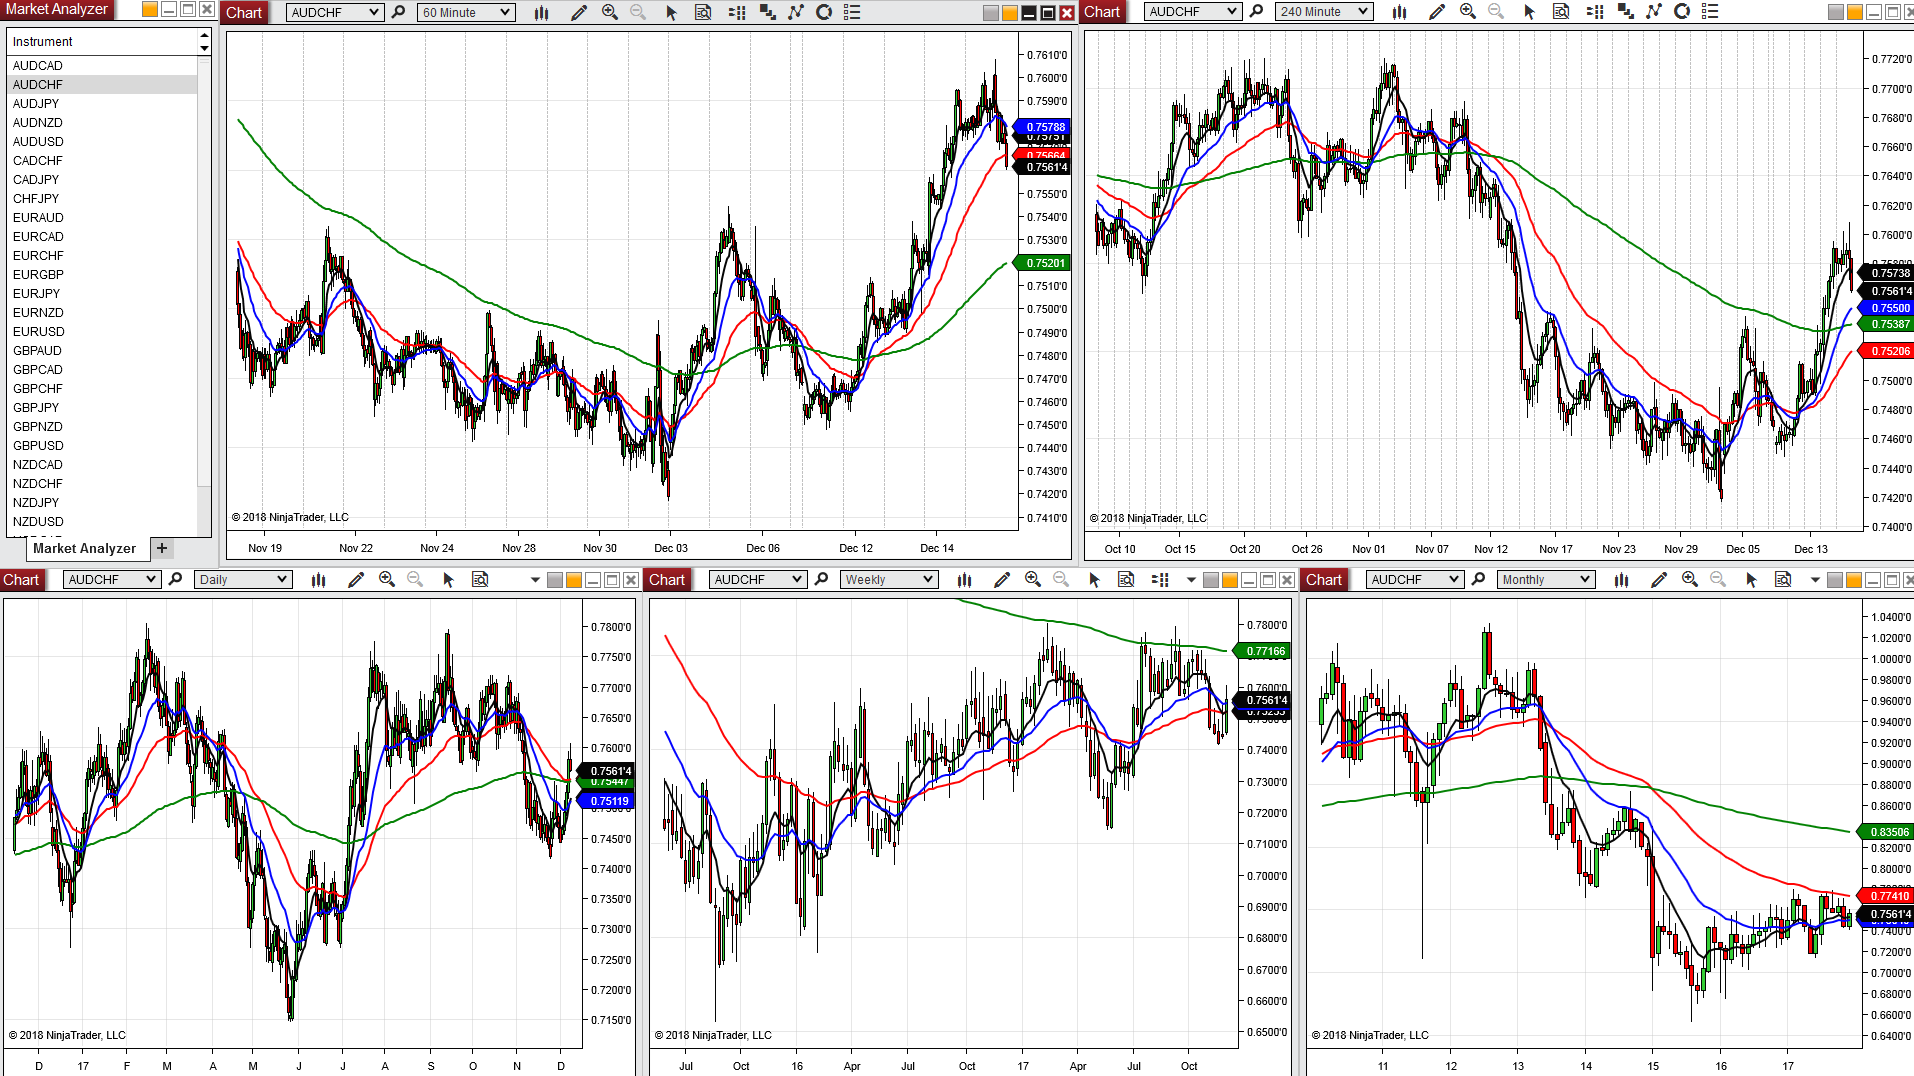 Market Analyzer
Instrument
AUDCAD
AUDCHF
AUDJPY
AUDNZD
AUDUSD
CADCHF
CADJPY
CHFJPY
EURAUD
EURCAD
EURCHF
EURGBP
EURJPY
EURNZD
EURUSD
GBPAUD
GBPCAD
GBPCHF
GBPJPY
GBPNZD
GBPUSD
NZDCAD
NZDCHF
NZDJPY
NZDUSD
Market Analyzer +
Chart AUDCHF 60 Minute
0.7610'0
0.7600'0
0.7590'0
0.75788
0.75664
0.7561'4
0.7550'0
0.7540'0
0.7530'0
0.75201
0.7510'0
0.7500'0
0.7490'0
0.7480'0
0.7470'0
0.7460'0
0.7450'0
0.7440'0
0.7430'0
0.7420'0
0.7410'0
© 2018 NinjaTrader, LLC
Nov 19 Nov 22 Nov 24 Nov 28 Nov 30 Dec 03 Dec 06 Dec 12 Dec 14
Chart AUDCHF 240 Minute
0.7720'0
0.7700'0
0.7680'0
0.7660'0
0.7640'0
0.7620'0
0.7600'0
0.75738
0.7561'4
0.75500
0.75387
0.75206
0.7500'0
0.7480'0
0.7460'0
0.7440'0
0.7420'0
0.7400'0
© 2018 NinjaTrader, LLC
Oct 10 Oct 15 Oct 20 Oct 26 Nov 01 Nov 07 Nov 12 Nov 17 Nov 23 Nov 29 Dec 05 Dec 13
Chart AUDCHF Daily
0.7800'0
0.7750'0
0.7700'0
0.7650'0
0.7600'0
0.7561'4
0.75447
0.75119
0.7450'0
0.7400'0
0.7350'0
0.7300'0
0.7250'0
0.7200'0
0.7150'0
© 2018 NinjaTrader, LLC
D 17 F M A M J J A S O N D
Chart AUDCHF Weekly
0.7800'0
0.77166
0.7600'0
0.7561'4
0.7400'0
0.7300'0
0.7200'0
0.7100'0
0.7000'0
0.6900'0
0.6800'0
0.6700'0
0.6600'0
0.6500'0
© 2018 NinjaTrader, LLC
Jul Oct 16 Apr Jul Oct 17 Apr Jul Oct
Chart AUDCHF Monthly
1.0400'0
1.0200'0
1.0000'0
0.9800'0
0.9600'0
0.9400'0
0.9200'0
0.9000'0
0.8800'0
0.8600'0
0.83506
0.8200'0
0.8000'0
0.77410
0.7561'4
0.7400'0
0.7200'0
0.7000'0
0.6800'0
0.6600'0
0.6400'0
© 2018 NinjaTrader, LLC
11 12 13 14 15 16 17